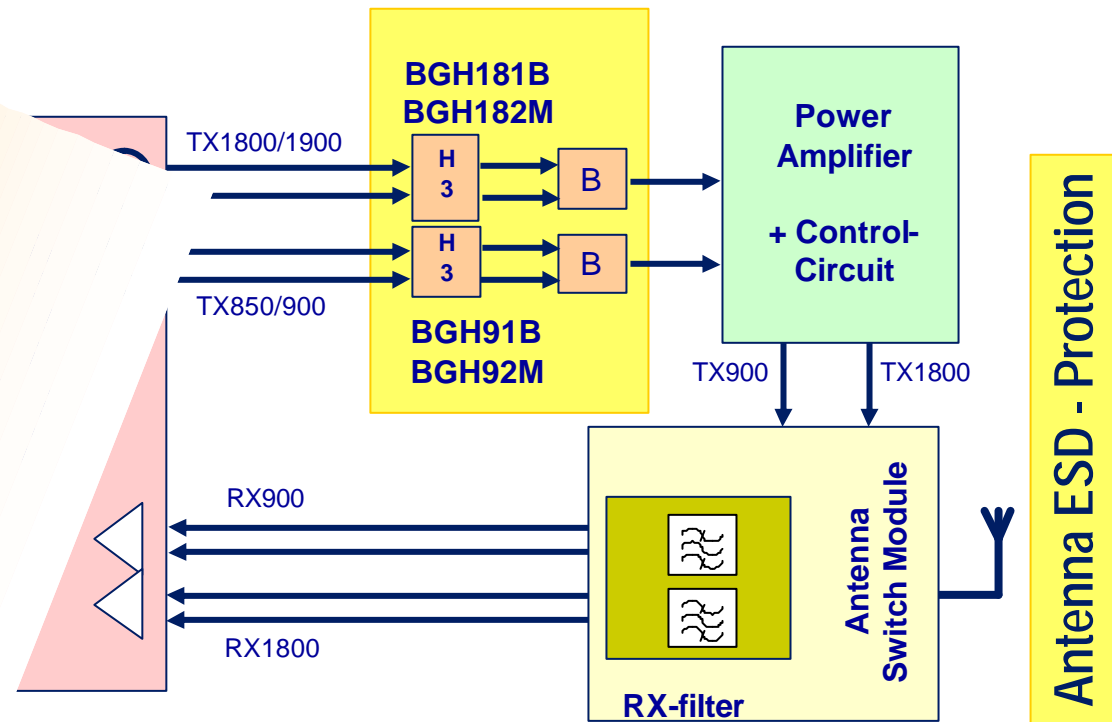 BGH181B
BGH182M
TX1800/1900
H
3
B
H
3
B
TX850/900
BGH91B
BGH92M
Power
Amplifier
+ Control-
Circuit
TX900
TX1800
RX900
RX1800
RX-filter
Antenna
Switch Module
Antenna ESD - Protection